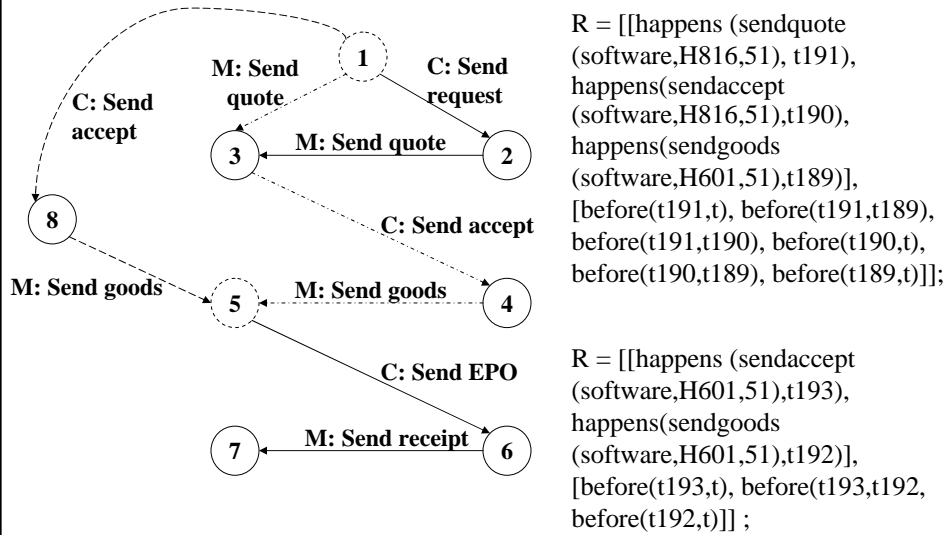 1
M: Send
quote
C: Send
request
C: Send
accept
3
M: Send quote
2
8
C: Send accept
M: Send goods
5
M: Send goods
4
C: Send EPO
7
M: Send receipt
6
R = [[happens (sendquote
(software,H816,51), t191),
happens(sendaccept
(software,H816,51),t190),
happens(sendgoods
(software,H601,51),t189)],
[before(t191,t), before(t191,t189),
before(t191,t190), before(t190,t),
before(t190,t189), before(t189,t)]];
R = [[happens (sendaccept
(software,H601,51),t193),
happens(sendgoods
(software,H601,51),t192)],
[before(t193,t), before(t193,t192,
before(t192,t)]] ;